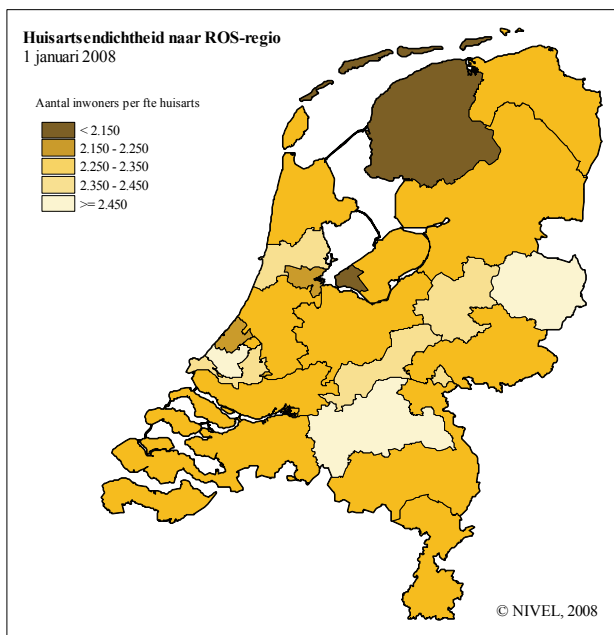 Huisartsendichtheid naar ROS-regio
1 januari 2008
Aantal inwoners per fte huisarts
< 2.150
2.150 - 2.250
2.250 - 2.350
2.350 - 2.450
>= 2.450
© NIVEL, 2008